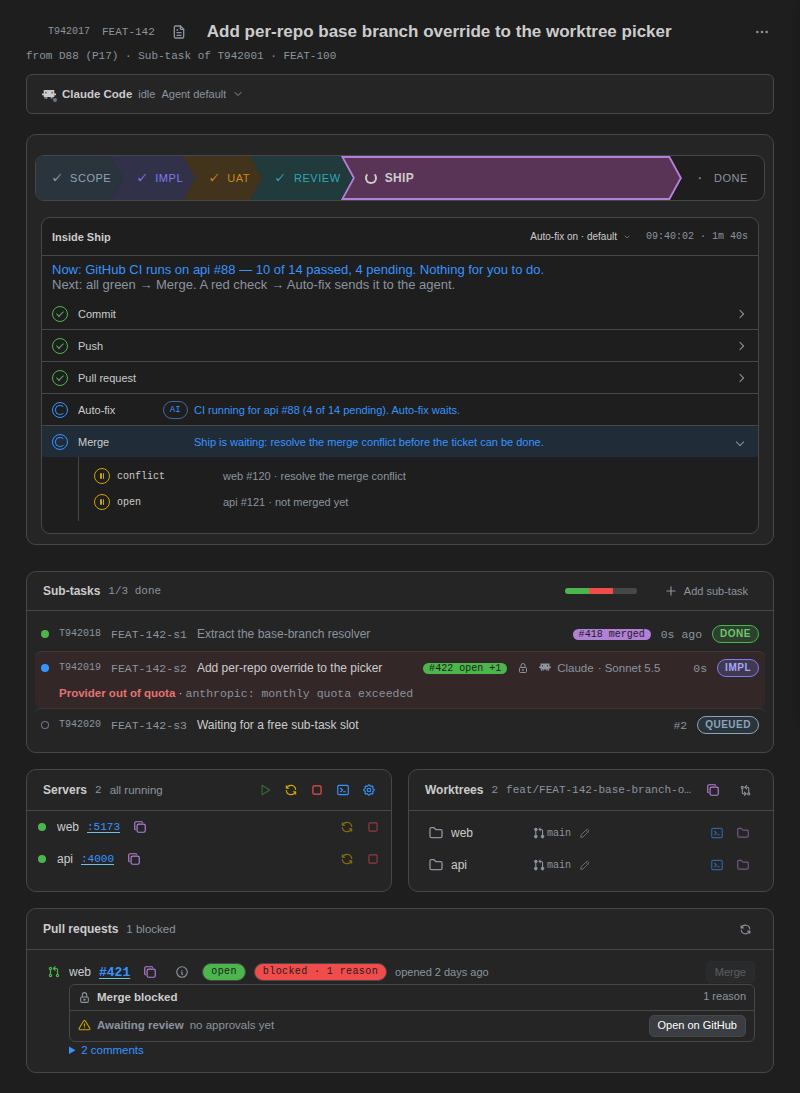 T942017 FEAT-142 Add per-repo base branch override to the worktree picker
from D88 (P17) · Sub-task of T942001 · FEAT-100
Claude Code idle Agent default
SCOPE IMPL UAT REVIEW SHIP DONE
Inside Ship Auto-fix on · default 09:40:02 · 1m 40s
Now: GitHub CI runs on api #88 — 10 of 14 passed, 4 pending. Nothing for you to do.
Next: all green → Merge. A red check → Auto-fix sends it to the agent.
Commit
Push
Pull request
Auto-fix AI CI running for api #88 (4 of 14 pending). Auto-fix waits.
Merge Ship is waiting: resolve the merge conflict before the ticket can be done.
conflict web #120 · resolve the merge conflict
open api #121 · not merged yet
Sub-tasks 1/3 done Add sub-task
T942018 FEAT-142-s1 Extract the base-branch resolver #418 merged 0s ago DONE
T942019 FEAT-142-s2 Add per-repo override to the picker #422 open +1 Claude · Sonnet 5.5 0s IMPL
Provider out of quota · anthropic: monthly quota exceeded
T942020 FEAT-142-s3 Waiting for a free sub-task slot #2 QUEUED
Servers 2 all running
web :5173
api :4000
Worktrees 2 feat/FEAT-142-base-branch-o…
web main
api main
Pull requests 1 blocked
web #421 open blocked · 1 reason opened 2 days ago Merge
Merge blocked 1 reason
Awaiting review no approvals yet Open on GitHub
2 comments